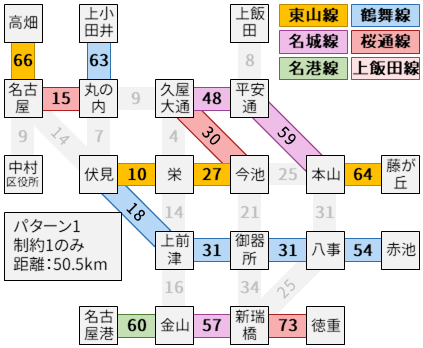 高畑
上小
田井
上飯
田
東山線 鶴舞線
名城線 桜通線
名港線 上飯田線
66 63 8
名古
屋
15
丸の
内
9
久屋
大通
48
平安
通
9 14 7 4 30 59
中村
区役所
伏見
10
栄
27
今池
25
本山
64
藤が
丘
18 14 21 31
パターン1
制約1のみ
距離:50.5km
上前
津
31
御器
所
31
八事
54
赤池
16 34 25
名古
屋港
60
金山
57
新瑞
橋
73
徳重